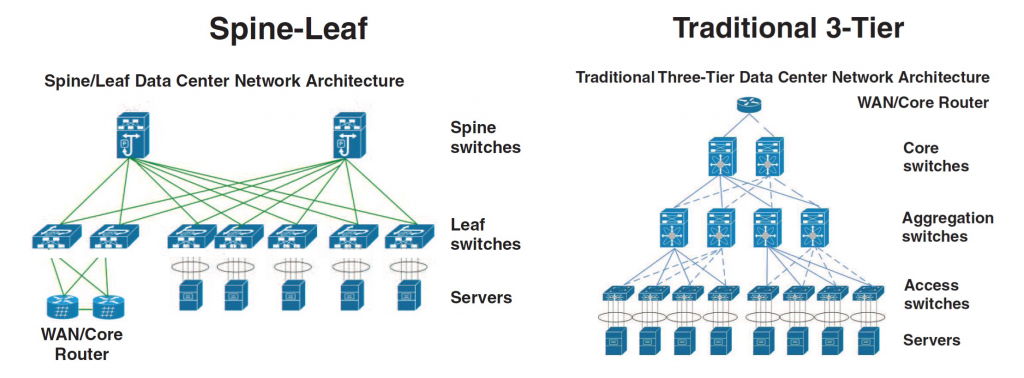 Spine-Leaf
Spine/Leaf Data Center Network Architecture
Spine
switches
Leaf
switches
Servers
WAN/Core
Router
Traditional 3-Tier
Traditional Three-Tier Data Center Network Architecture
WAN/Core Router
Core
switches
Aggregation
switches
Access
switches
Servers